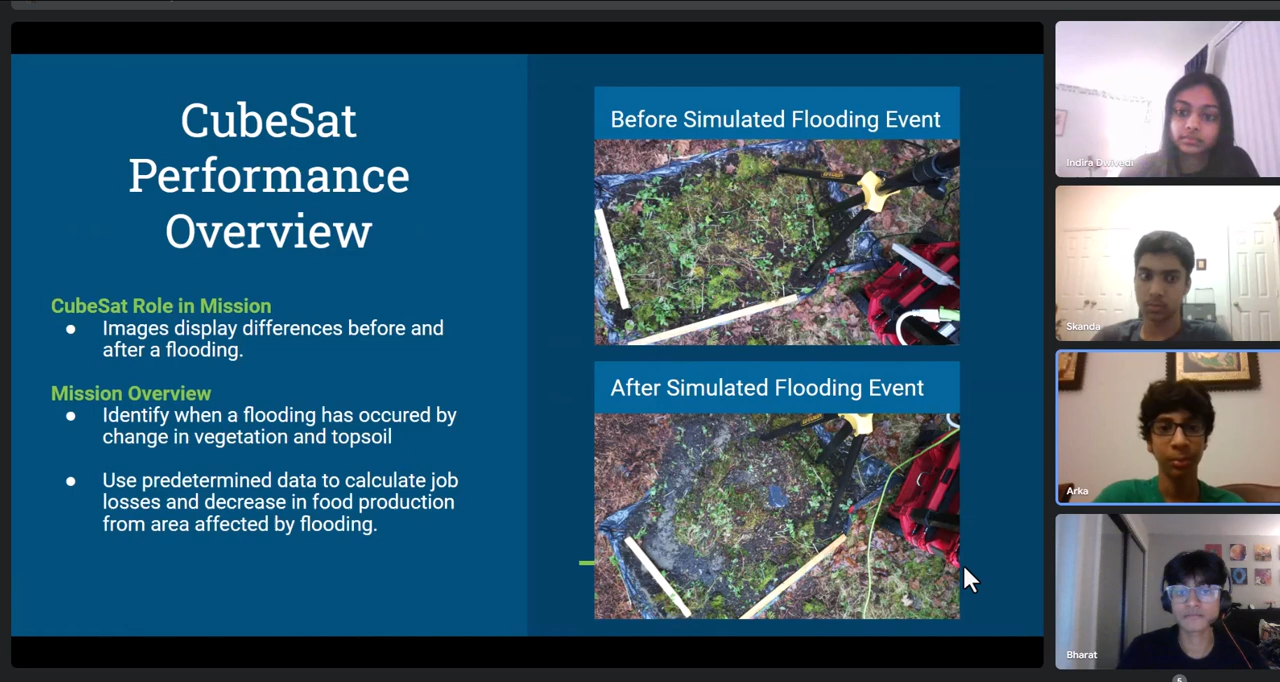 CubeSat
Performance
Overview
CubeSat Role in Mission
● Images display differences before and
after a flooding.
Mission Overview
● Identify when a flooding has occured by
change in vegetation and topsoil
● Use predetermined data to calculate job
losses and decrease in food production
from area affected by flooding.
Before Simulated Flooding Event
After Simulated Flooding Event
Indira Dwivedi
Skanda
Arka
Bharat